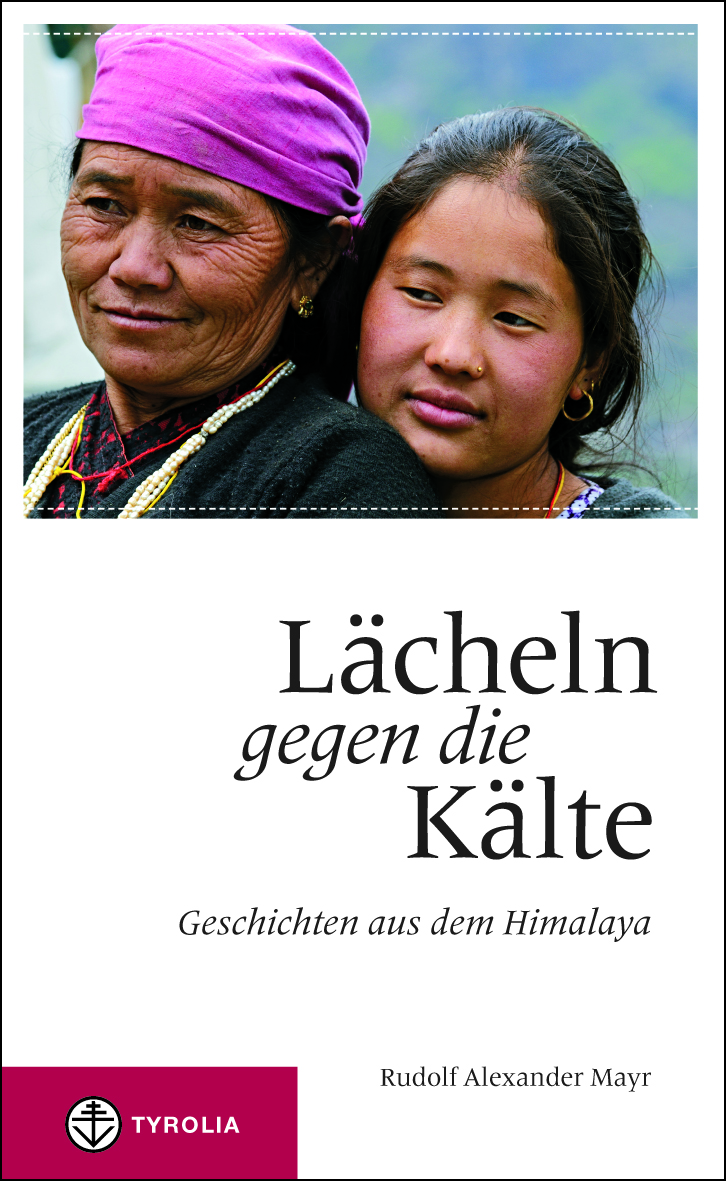 Lächeln
gegen die
Kälte
Geschichten aus dem Himalaya
Rudolf Alexander Mayr
TYROLIA